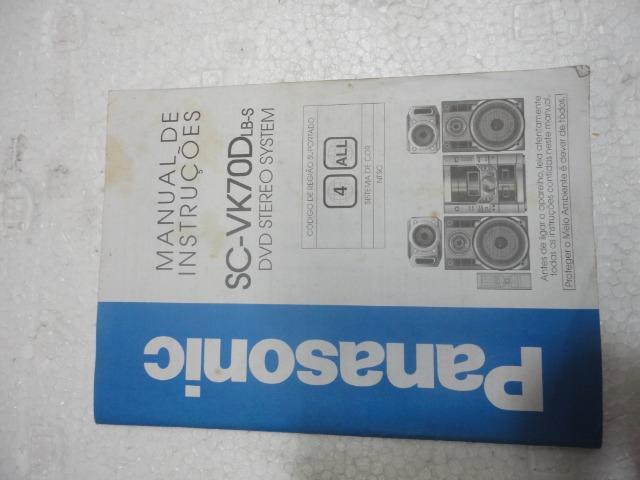 Panasonic
MANUAL DE
INSTRUÇÕES
SC-VK70DLB-S
DVD STEREO SYSTEM
CÓDIGO DE REGIÃO SUPORTADO
4 ALL
SISTEMA DE COR
NTSC
Antes de ligar o aparelho, leia atentamente
todas as instruções contidas neste manual.
Proteger o Meio Ambiente é dever de todos.